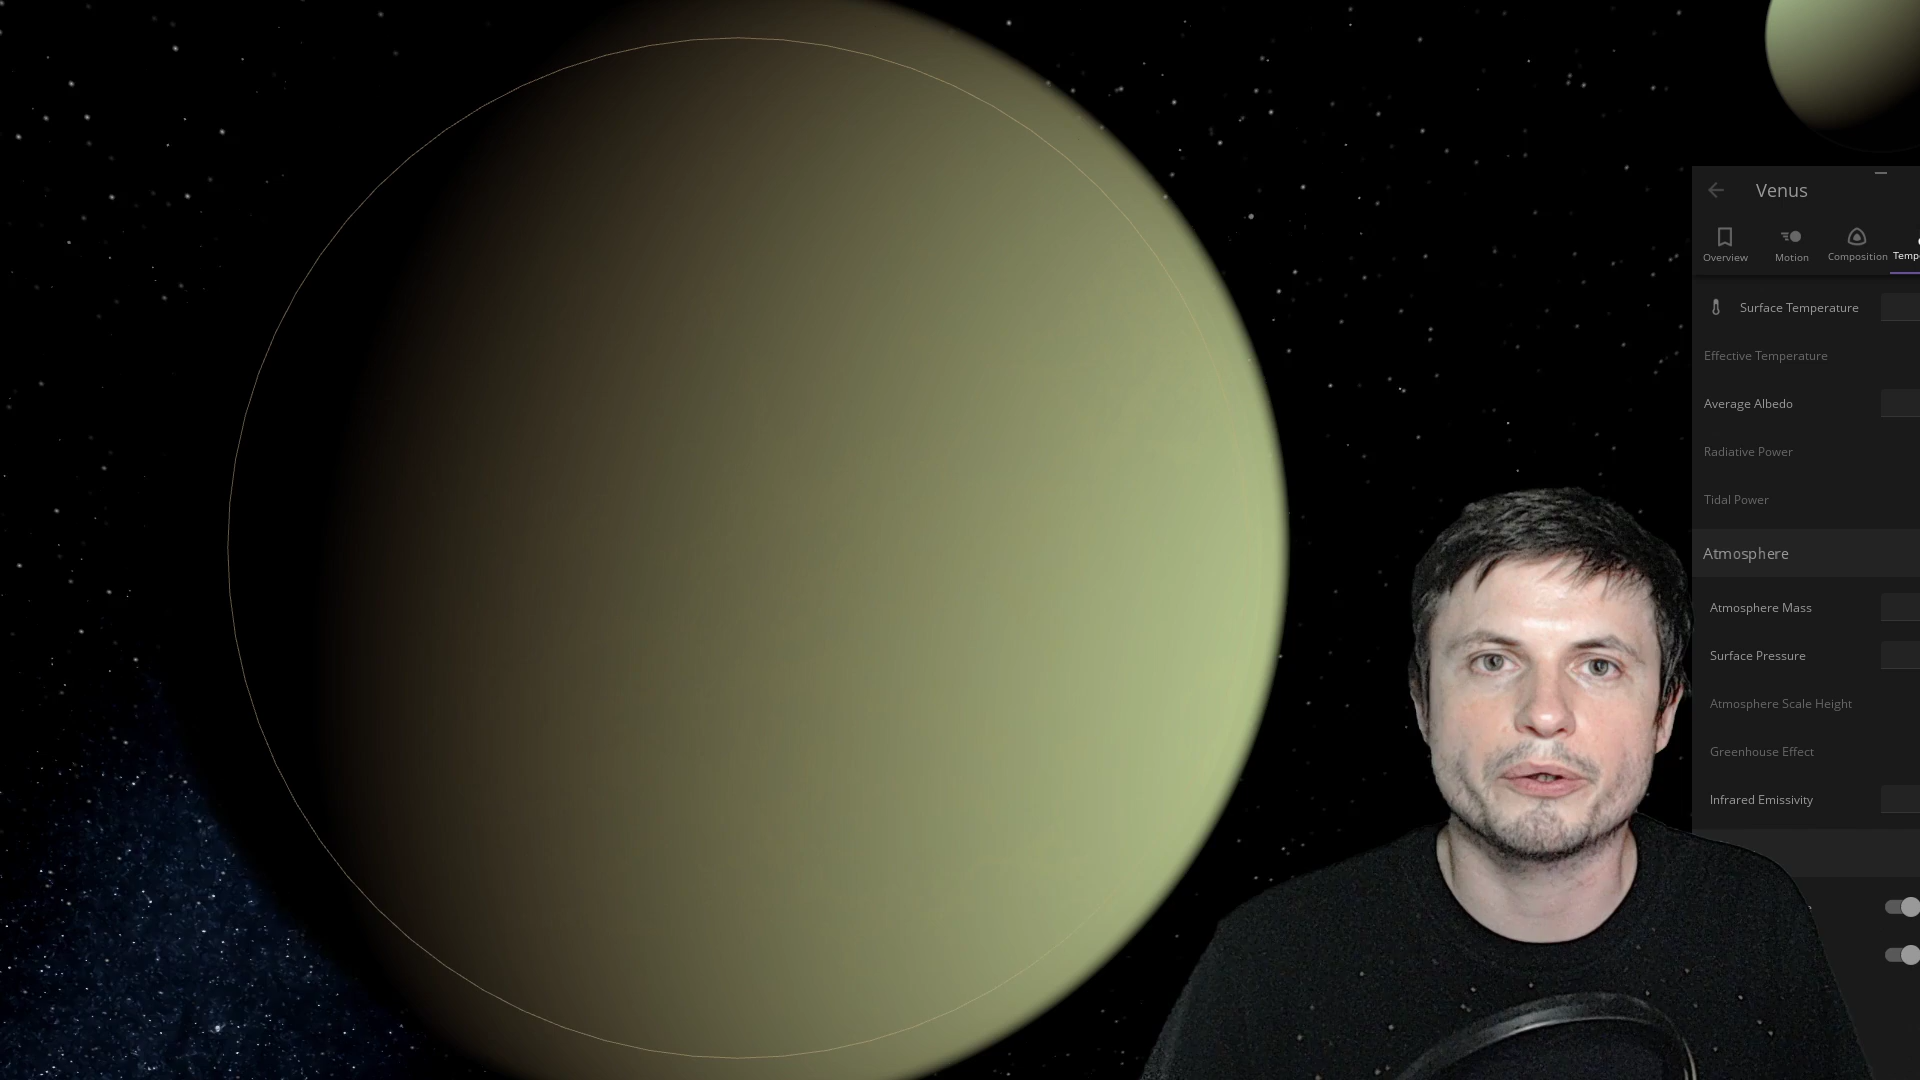 Venus
Overview Motion Composition Temp
Surface Temperature
Effective Temperature
Average Albedo
Radiative Power
Tidal Power
Atmosphere
Atmosphere Mass
Surface Pressure
Atmosphere Scale Height
Greenhouse Effect
Infrared Emissivity